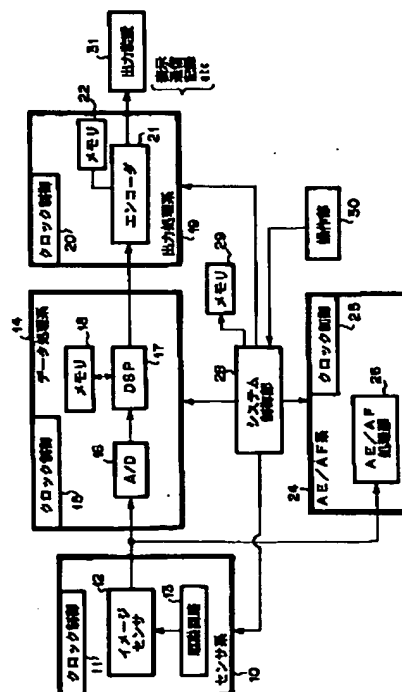 クロック制御
11
12
イメージ
センサ
13
駆動回路
センサ系
10
14
データ処理系
クロック制御
15
メモリ
18
16
A/D
DSP
17
クロック制御
20
22
メモリ
エンコーダ
21
出力処理系
19
出力装置
31
表示
通信
記録
etc
28
システム
制御部
メモリ
29
操作部
30
クロック制御
25
24
AE/AF系
AE/AF
処理部
26